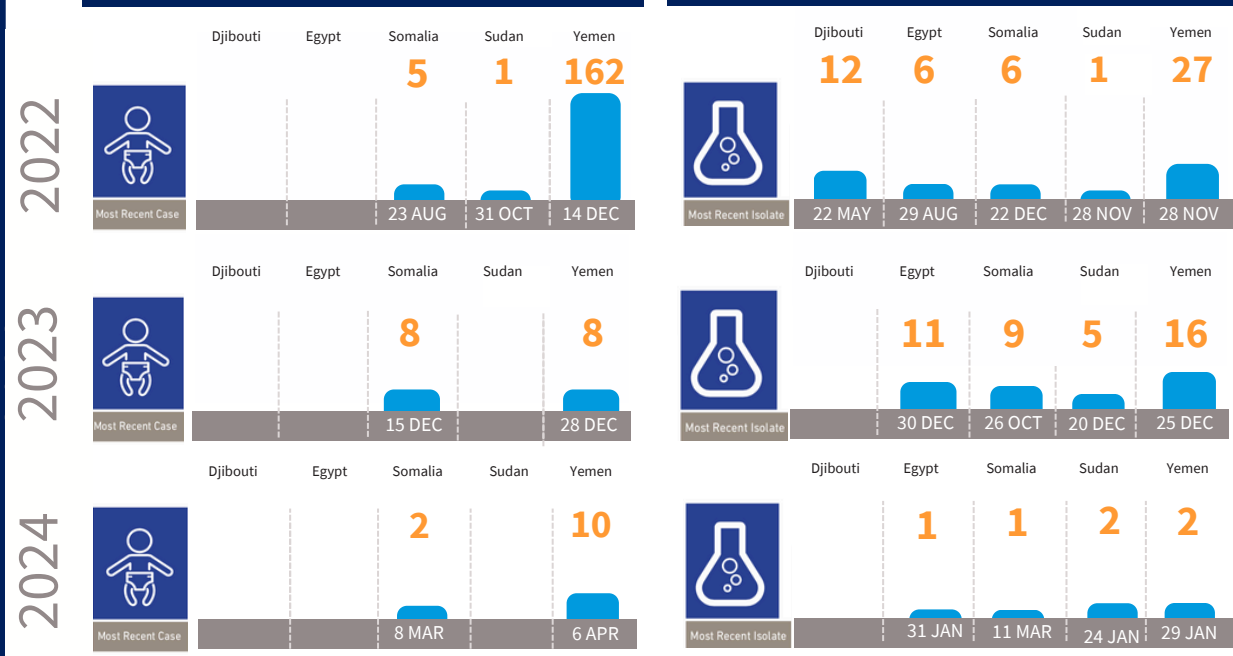 2022
Djibouti Egypt Somalia Sudan Yemen
5 1 162
Most Recent Case 23 AUG 31 OCT 14 DEC
Djibouti Egypt Somalia Sudan Yemen
12 6 6 1 27
Most Recent Isolate 22 MAY 29 AUG 22 DEC 28 NOV 28 NOV
2023
Djibouti Egypt Somalia Sudan Yemen
8 8
Most Recent Case 15 DEC 28 DEC
Djibouti Egypt Somalia Sudan Yemen
11 9 5 16
Most Recent Isolate 30 DEC 26 OCT 20 DEC 25 DEC
2024
Djibouti Egypt Somalia Sudan Yemen
2 10
Most Recent Case 8 MAR 6 APR
Djibouti Egypt Somalia Sudan Yemen
1 1 2 2
Most Recent Isolate 31 JAN 11 MAR 24 JAN 29 JAN